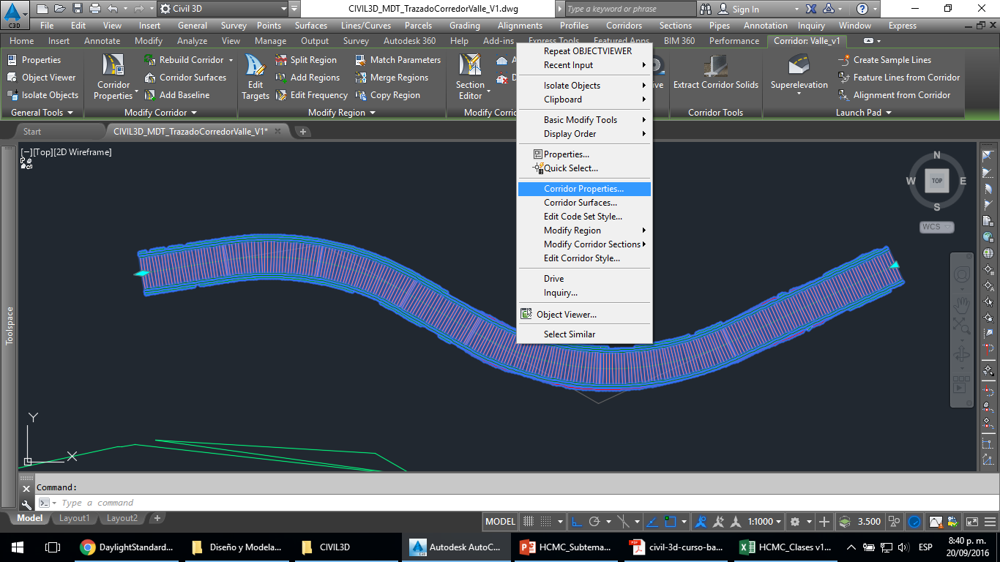 Civil 3D CIVIL3D_MDT_TrazadoCorredorValle_V1.dwg Type a keyword or phrase Sign In
C3D
File Edit View Insert General Survey Points Surfaces Lines/Curves Parcels Grading Alignments Profiles Corridors Sections Pipes Annotation Inquiry Window Express
Home Insert Annotate Modify Analyze View Manage Output Survey Autodesk 360 Help Add-ins Express Tools Featured Apps BIM 360 Performance Corridor: Valle_v1
Properties
Object Viewer
Isolate Objects
General Tools
Corridor Properties
Rebuild Corridor
Corridor Surfaces
Add Baseline
Modify Corridor
Edit Targets
Split Region
Add Regions
Edit Frequency
Match Parameters
Merge Regions
Copy Region
Modify Region
Section Editor
Modify Corri
Extract Corridor Solids
Corridor Tools
Superelevation
Create Sample Lines
Feature Lines from Corridor
Alignment from Corridor
Launch Pad
Start CIVIL3D_MDT_TrazadoCorredorValle_V1*
[−][Top][2D Wireframe]
Repeat OBJECTVIEWER
Recent Input
Isolate Objects
Clipboard
Basic Modify Tools
Display Order
Properties...
Quick Select...
Corridor Properties...
Corridor Surfaces...
Edit Code Set Style...
Modify Region
Modify Corridor Sections
Edit Corridor Style...
Drive
Inquiry...
Object Viewer...
Select Similar
N
W TOP E
S
WCS
Toolspace
Y
X
Command:
Type a command
Model Layout1 Layout2
MODEL 1:1000 3.500
DaylightStandard... Diseño y Modela... CIVIL3D Autodesk AutoC... HCMC_Subtema... civil-3d-curso-ba... HCMC_Clases v1... ESP 8:40 p. m.
20/09/2016